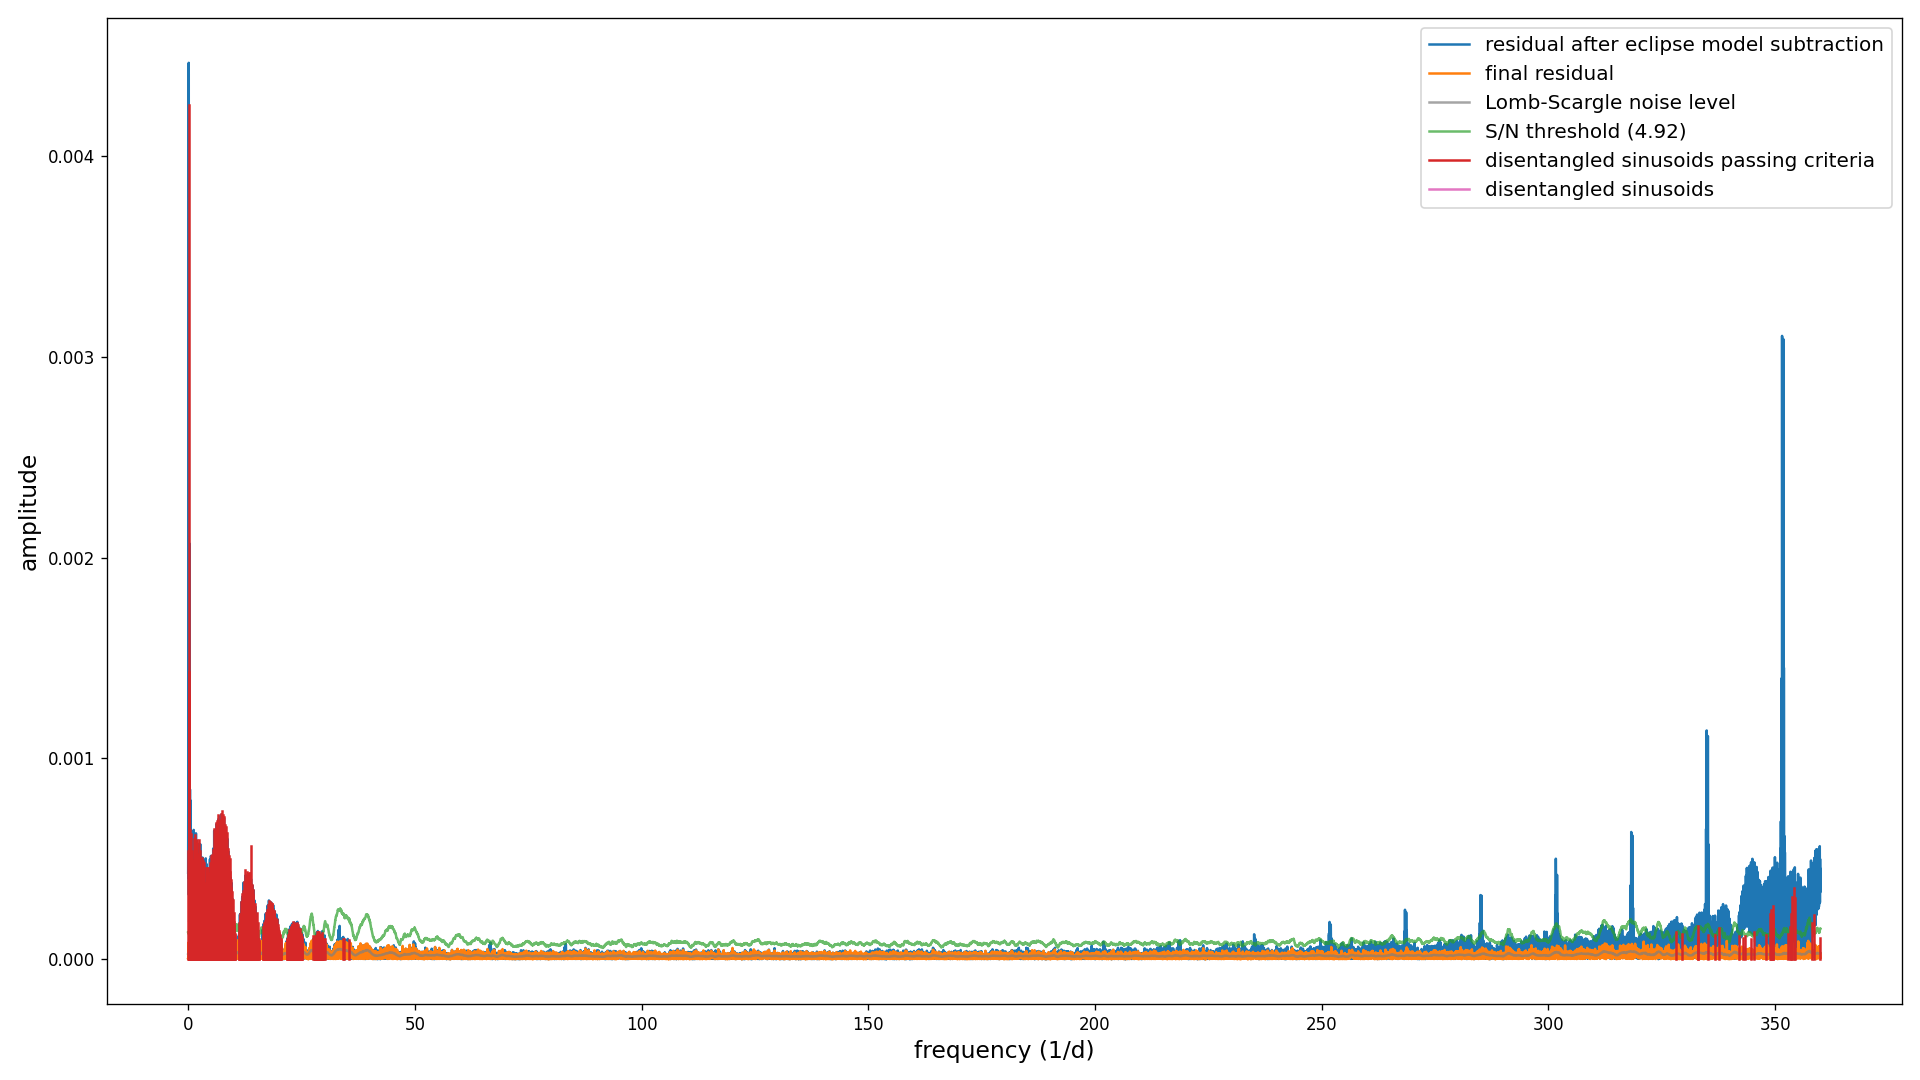 residual after eclipse model subtraction
final residual
Lomb-Scargle noise level
S/N threshold (4.92)
disentangled sinusoids passing criteria
disentangled sinusoids
amplitude
0.004
0.003
0.002
0.001
0.000
0 50 100 150 200 250 300 350
frequency (1/d)